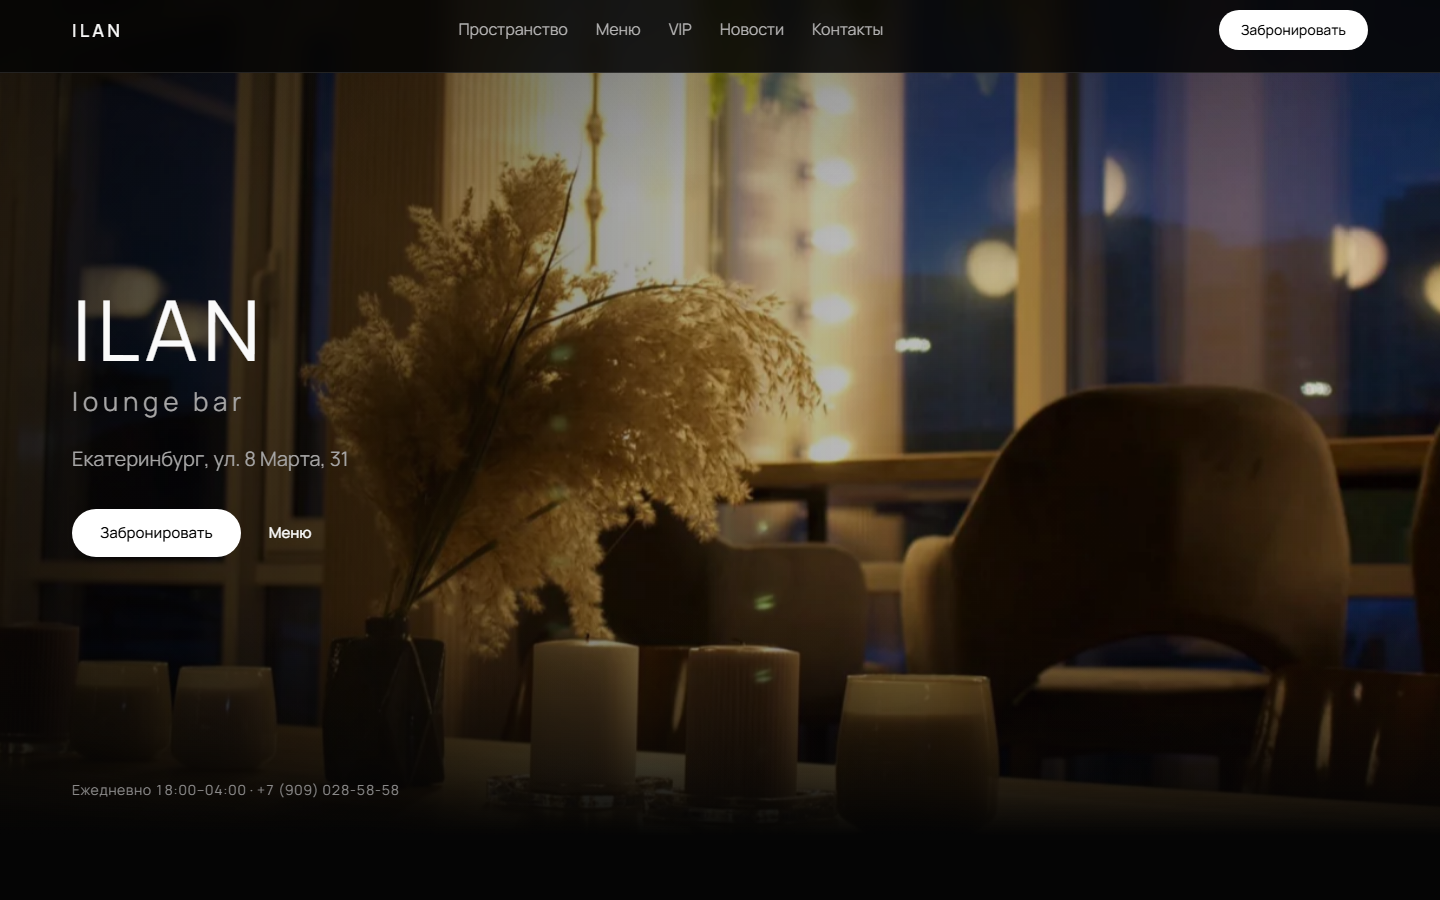 ILAN
Пространство Меню VIP Новости Контакты
Забронировать
ILAN
lounge bar
Екатеринбург, ул. 8 Марта, 31
Забронировать Меню
Ежедневно 18:00–04:00 · +7 (909) 028-58-58